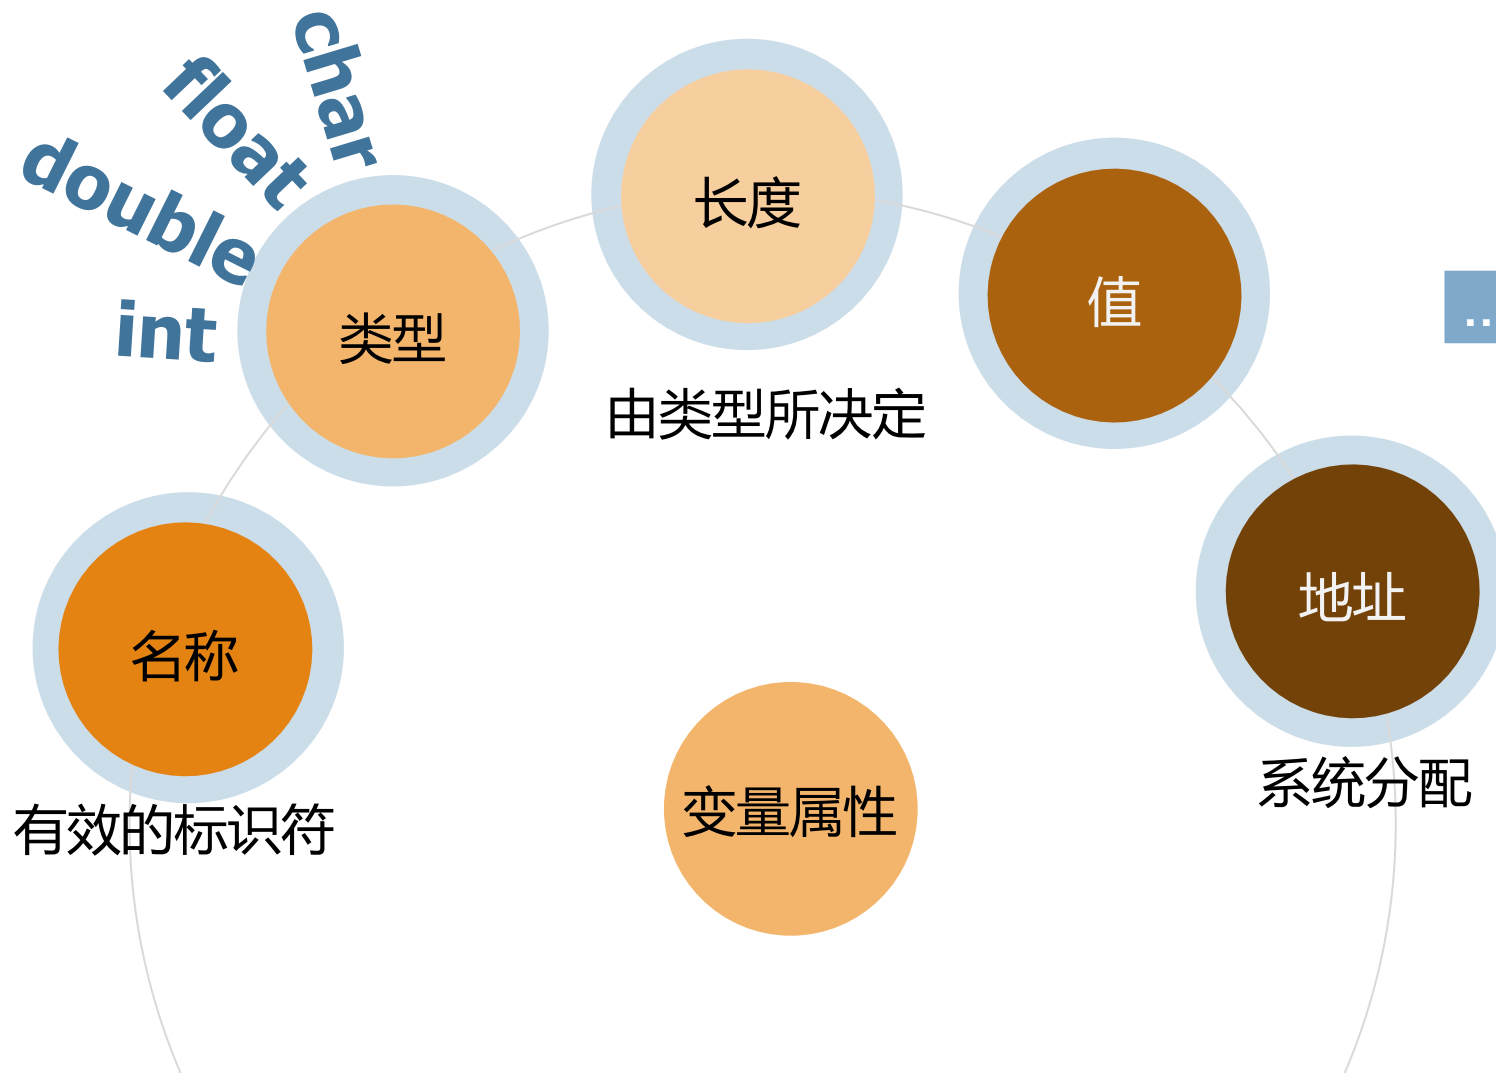 char
float
double
int
类型
长度
由类型所决定
值
..
地址
系统分配
名称
有效的标识符
变量属性